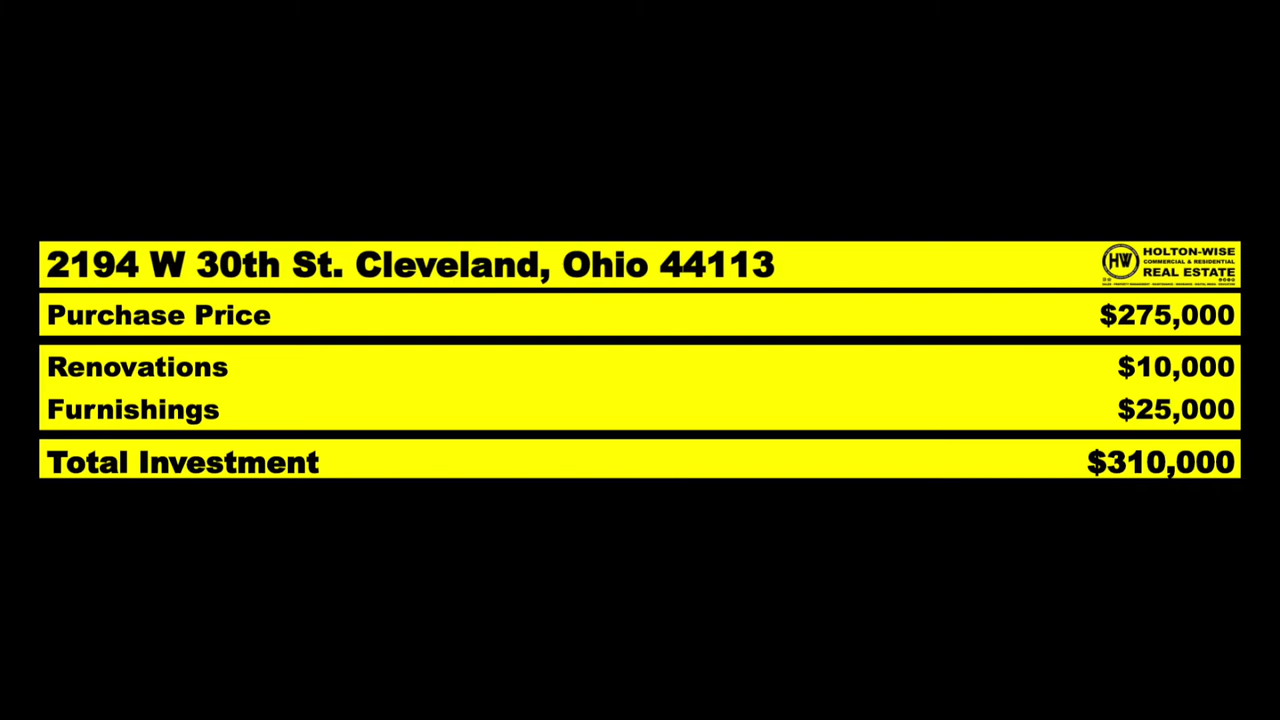 2194 W 30th St. Cleveland, Ohio 44113
HW
HOLTON-WISE
COMMERCIAL & RESIDENTIAL
REAL ESTATE
Purchase Price $275,000
Renovations $10,000
Furnishings $25,000
Total Investment $310,000